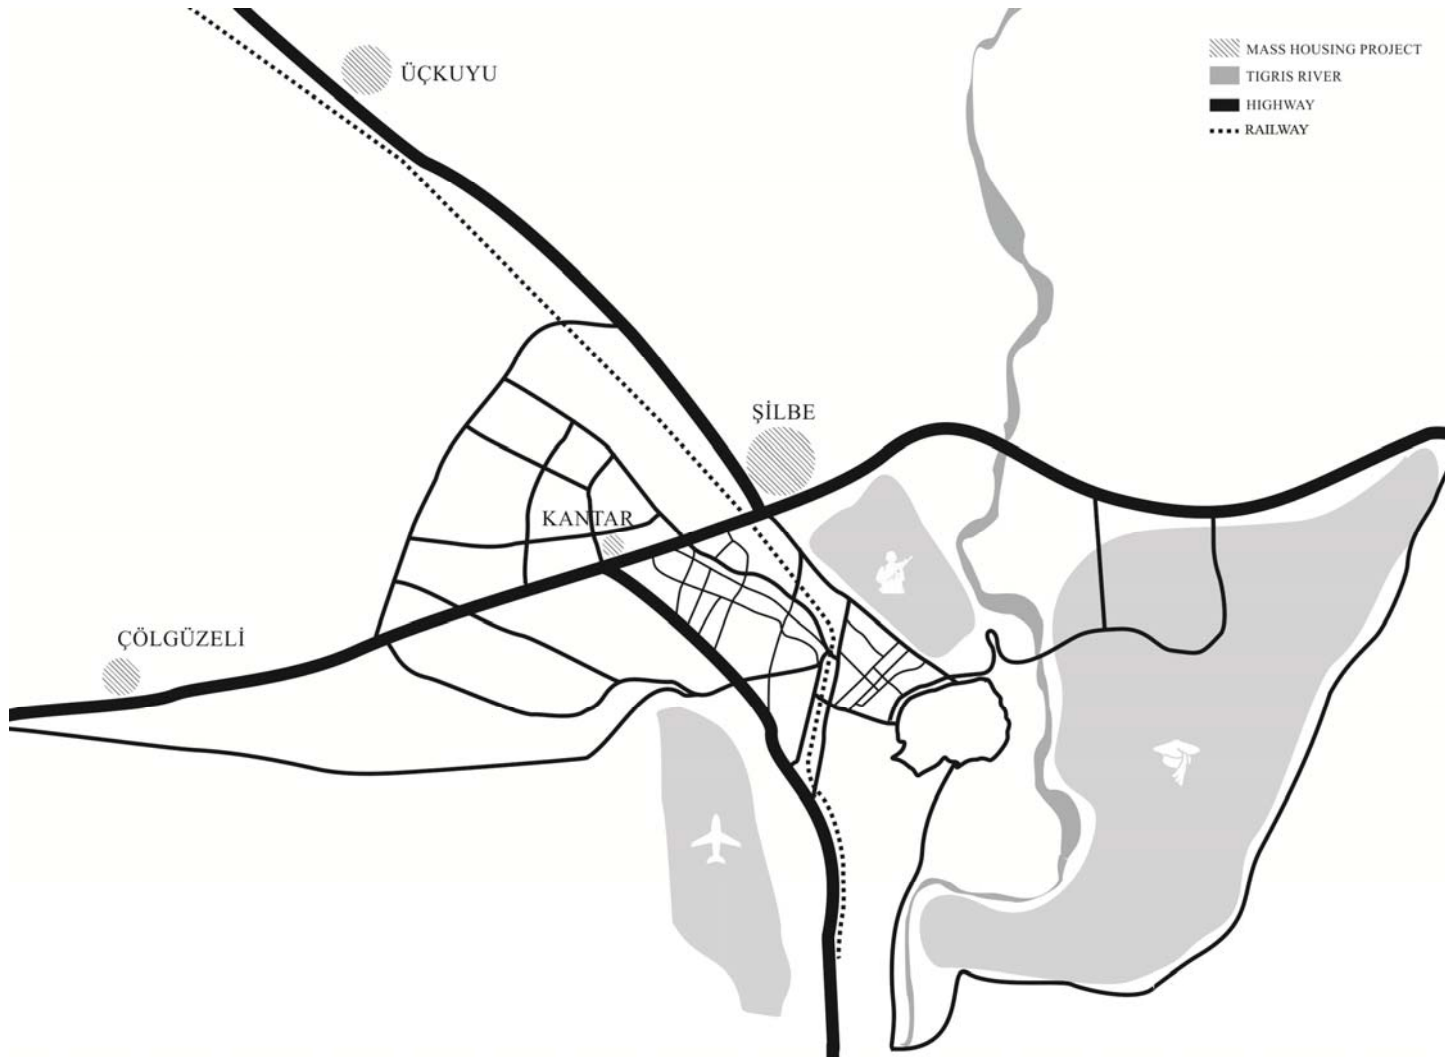 ÜÇKUYU
MASS HOUSING PROJECT
TIGRIS RIVER
HIGHWAY
RAILWAY
ŞİLBE
KANTAR
ÇÖLGÜZELİ